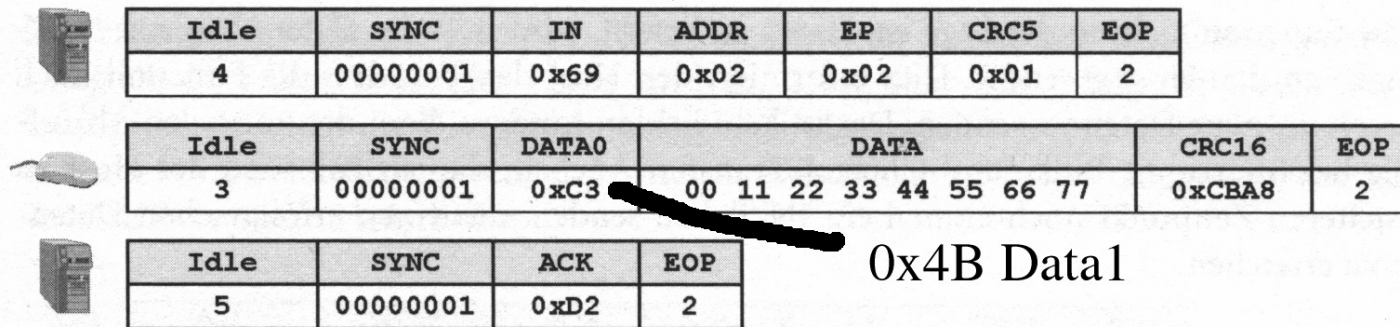 Idle SYNC IN ADDR EP CRC5 EOP
4 00000001 0x69 0x02 0x02 0x01 2
Idle SYNC DATA0 DATA CRC16 EOP
3 00000001 0xC3 00 11 22 33 44 55 66 77 0xCBA8 2
0x4B Data1
Idle SYNC ACK EOP
5 00000001 0xD2 2